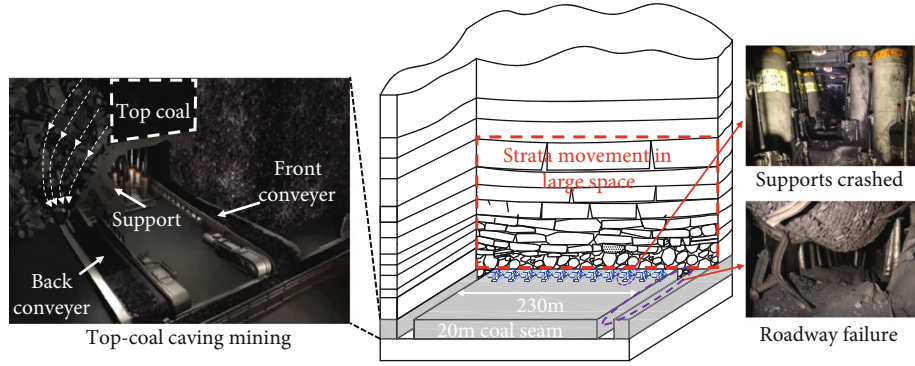 Top coal
Front
conveyer
Support
Back
conveyer
Top-coal caving mining
Strata movement in
large space
230m
20m coal seam
Supports crashed
Roadway failure